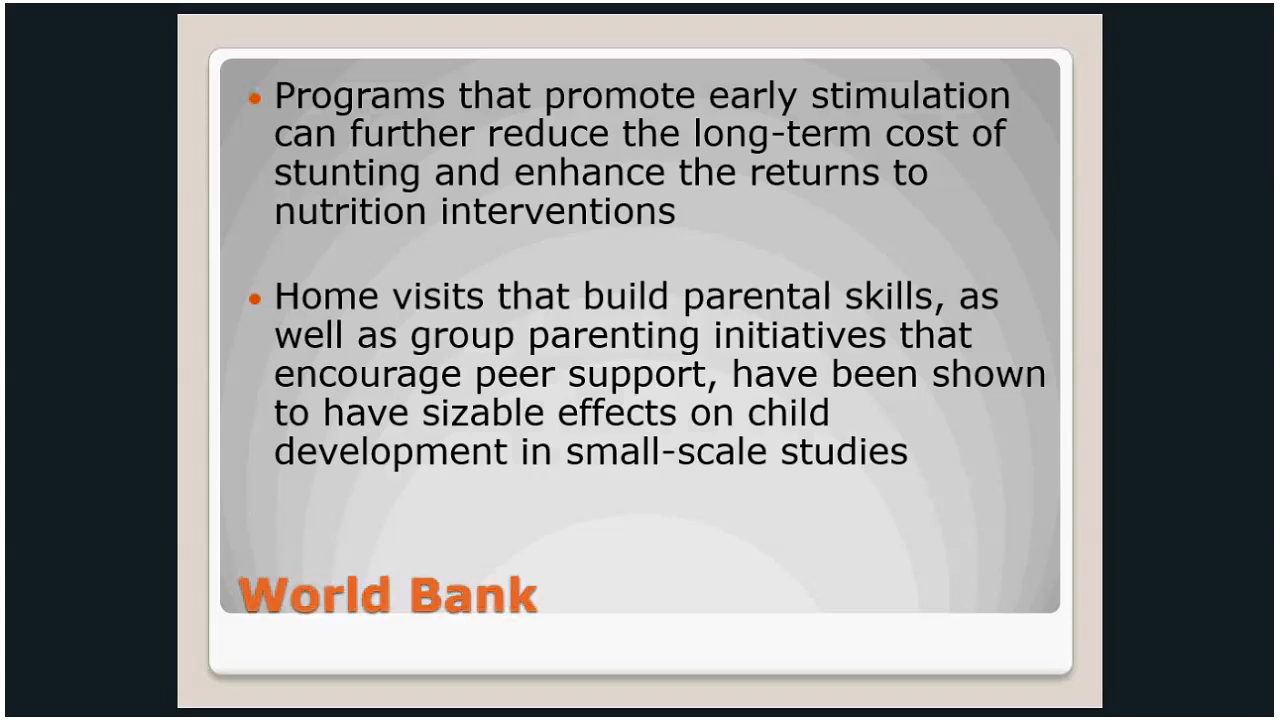 • Programs that promote early stimulation
can further reduce the long-term cost of
stunting and enhance the returns to
nutrition interventions
• Home visits that build parental skills, as
well as group parenting initiatives that
encourage peer support, have been shown
to have sizable effects on child
development in small-scale studies
World Bank